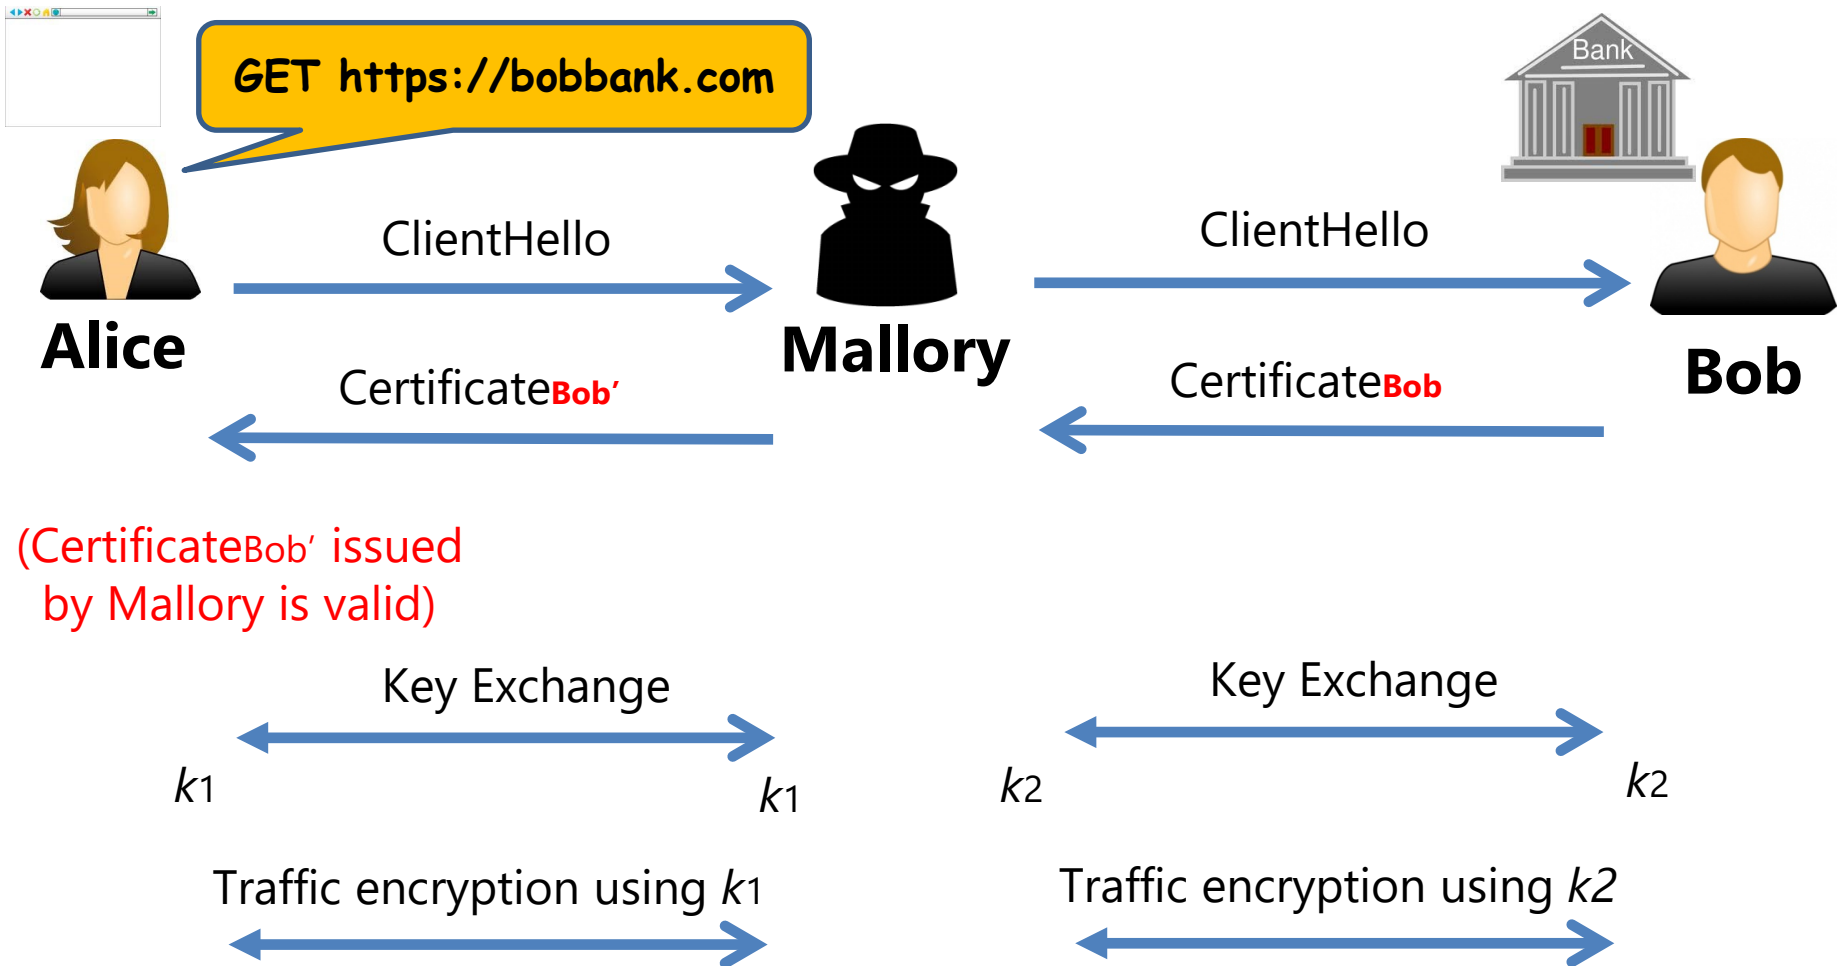 GET https://bobbank.com
Bank
ClientHello
ClientHello
Alice
Mallory
Bob
CertificateBob’
CertificateBob
(CertificateBob’ issued
by Mallory is valid)
Key Exchange
Key Exchange
k1
k1
k2
k2
Traffic encryption using k1
Traffic encryption using k2